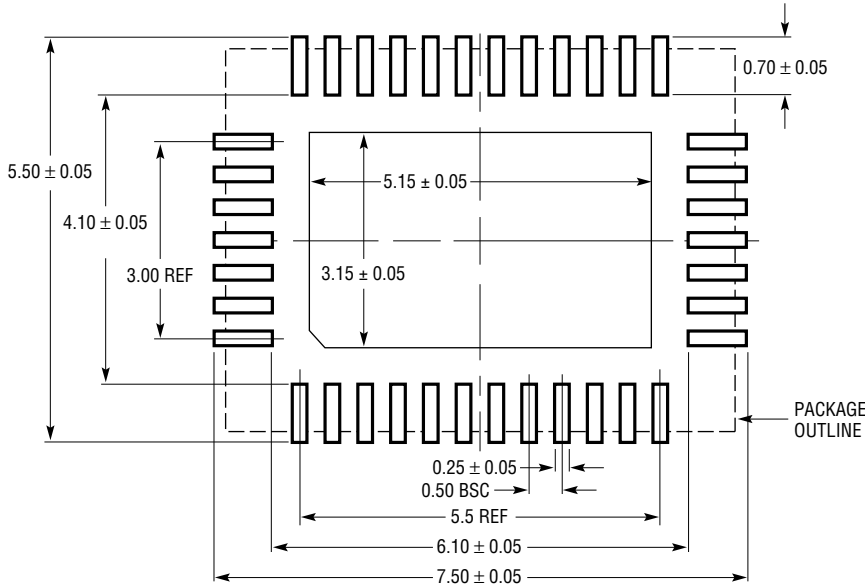 0.70 ± 0.05
5.50 ± 0.05
5.15 ± 0.05
4.10 ± 0.05
3.00 REF
3.15 ± 0.05
PACKAGE
OUTLINE
0.25 ± 0.05
0.50 BSC
5.5 REF
6.10 ± 0.05
7.50 ± 0.05